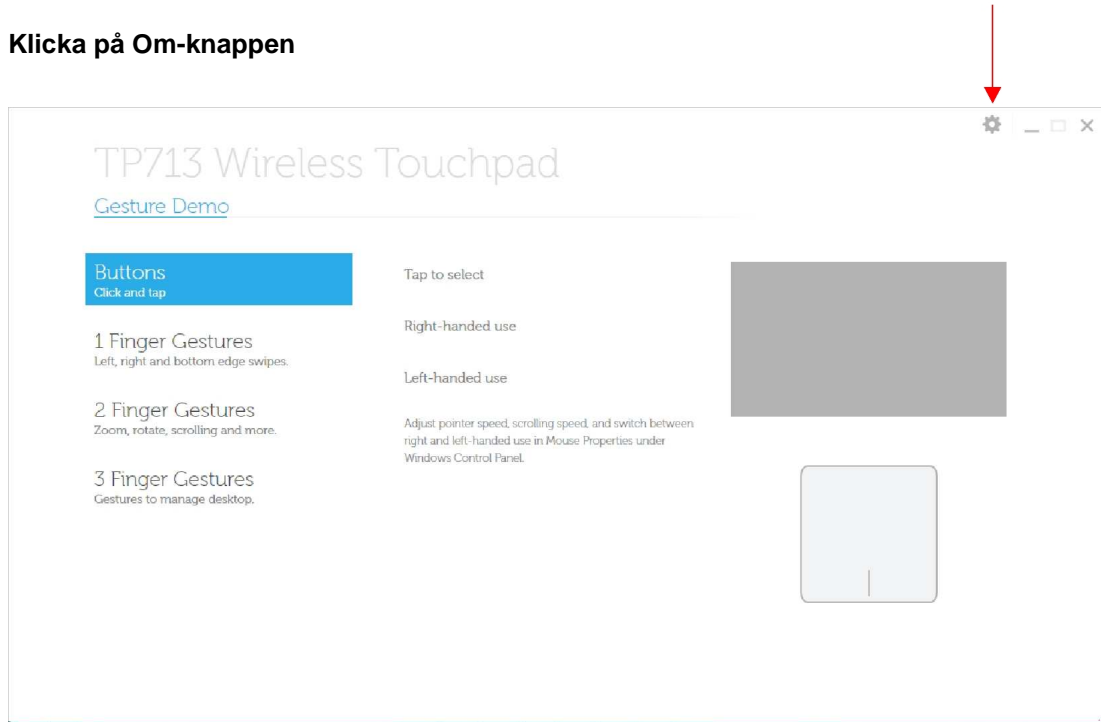 Klicka på Om-knappen
TP713 Wireless Touchpad
Gesture Demo
Buttons
Click and tap
1 Finger Gestures
Left, right and bottom edge swipes.
2 Finger Gestures
Zoom, rotate, scrolling and more.
3 Finger Gestures
Gestures to manage desktop.
Tap to select
Right-handed use
Left-handed use
Adjust pointer speed, scrolling speed, and switch between
right and left-handed use in Mouse Properties under
Windows Control Panel.